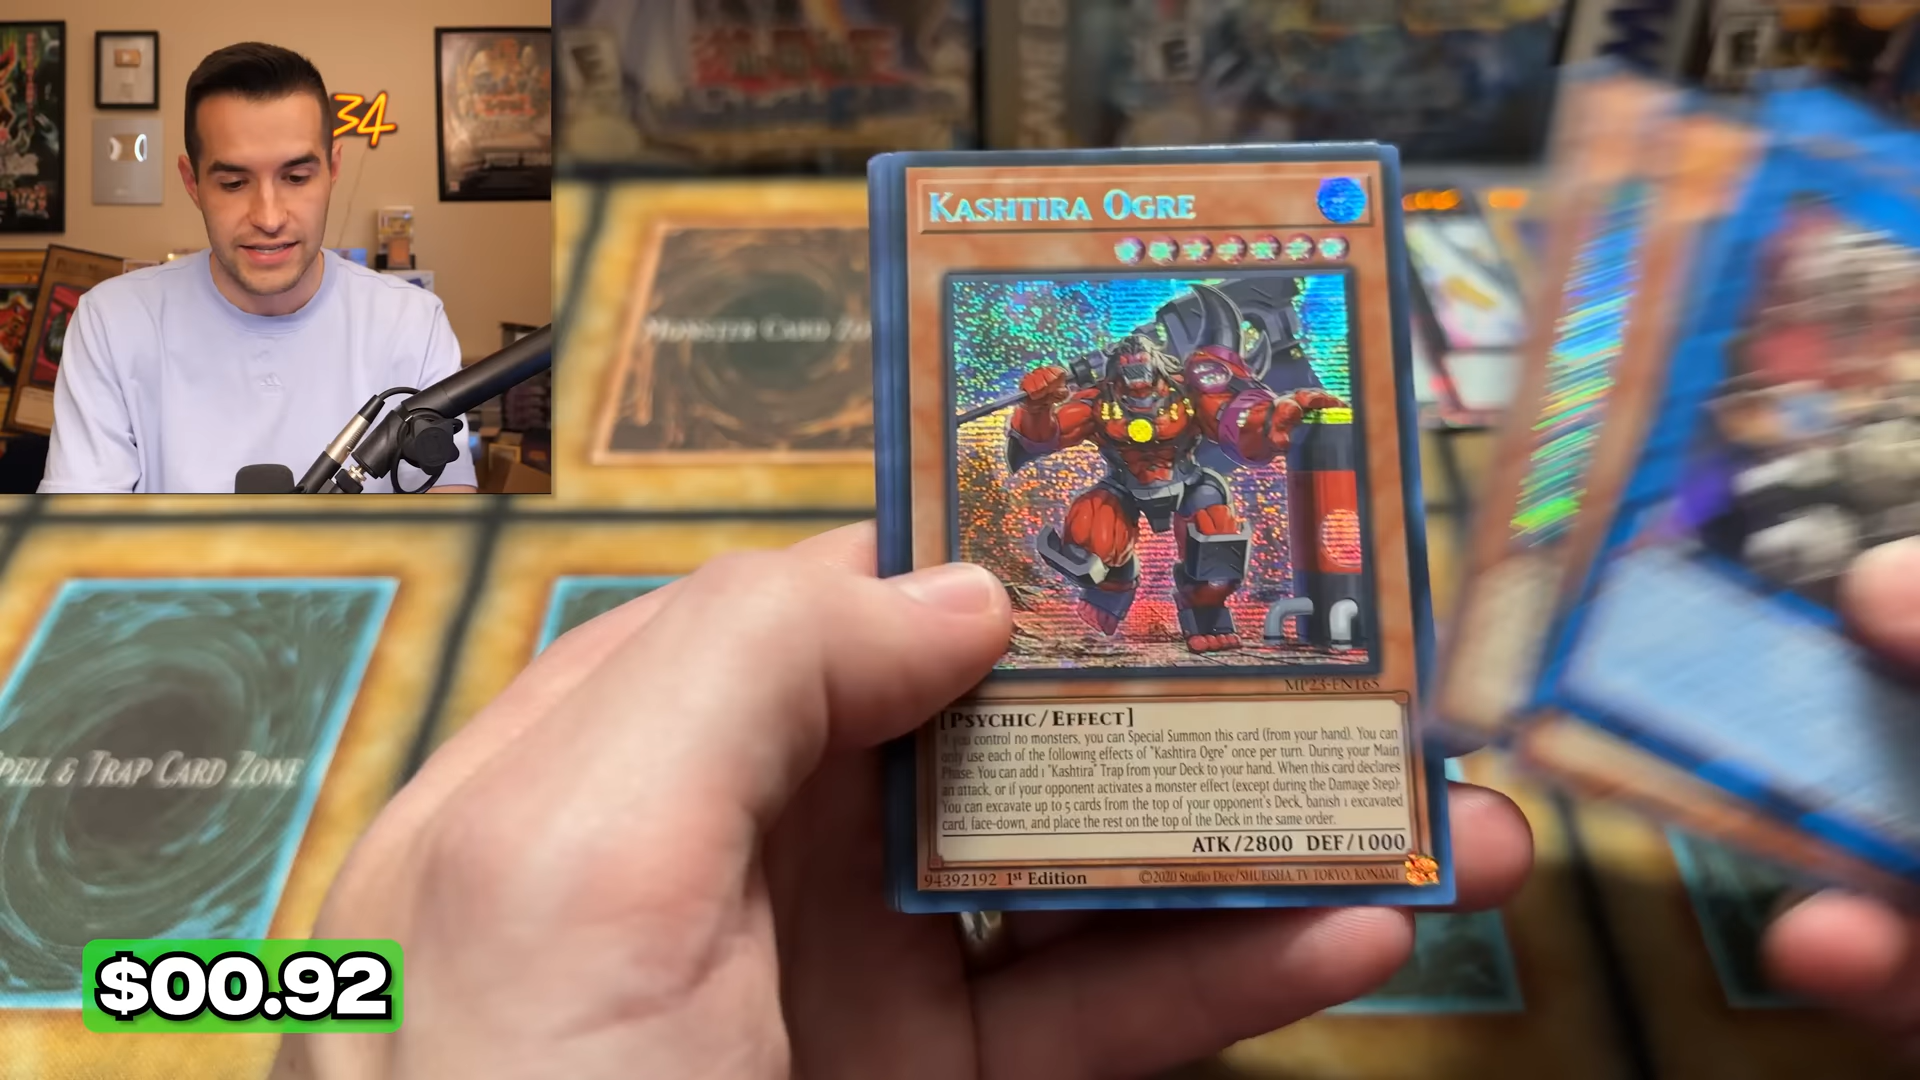 34
KASHTIRA OGRE
MONSTER CARD ZO
MP23-EN165
[PSYCHIC/EFFECT]
If you control no monsters, you can Special Summon this card (from your hand). You can
only use each of the following effects of "Kashtira Ogre" once per turn. During your Main
Phase: You can add 1 "Kashtira" Trap from your Deck to your hand. When this card declares
an attack, or if your opponent activates a monster effect (except during the Damage Step):
You can excavate up to 5 cards from the top of your opponent's Deck, banish 1 excavated
card, face-down, and place the rest on the top of the Deck in the same order.
ATK/2800 DEF/1000
94392192 1st Edition ©2020 Studio Dice/SHUEISHA, TV TOKYO, KONAMI
SPELL & TRAP CARD ZONE
$00.92